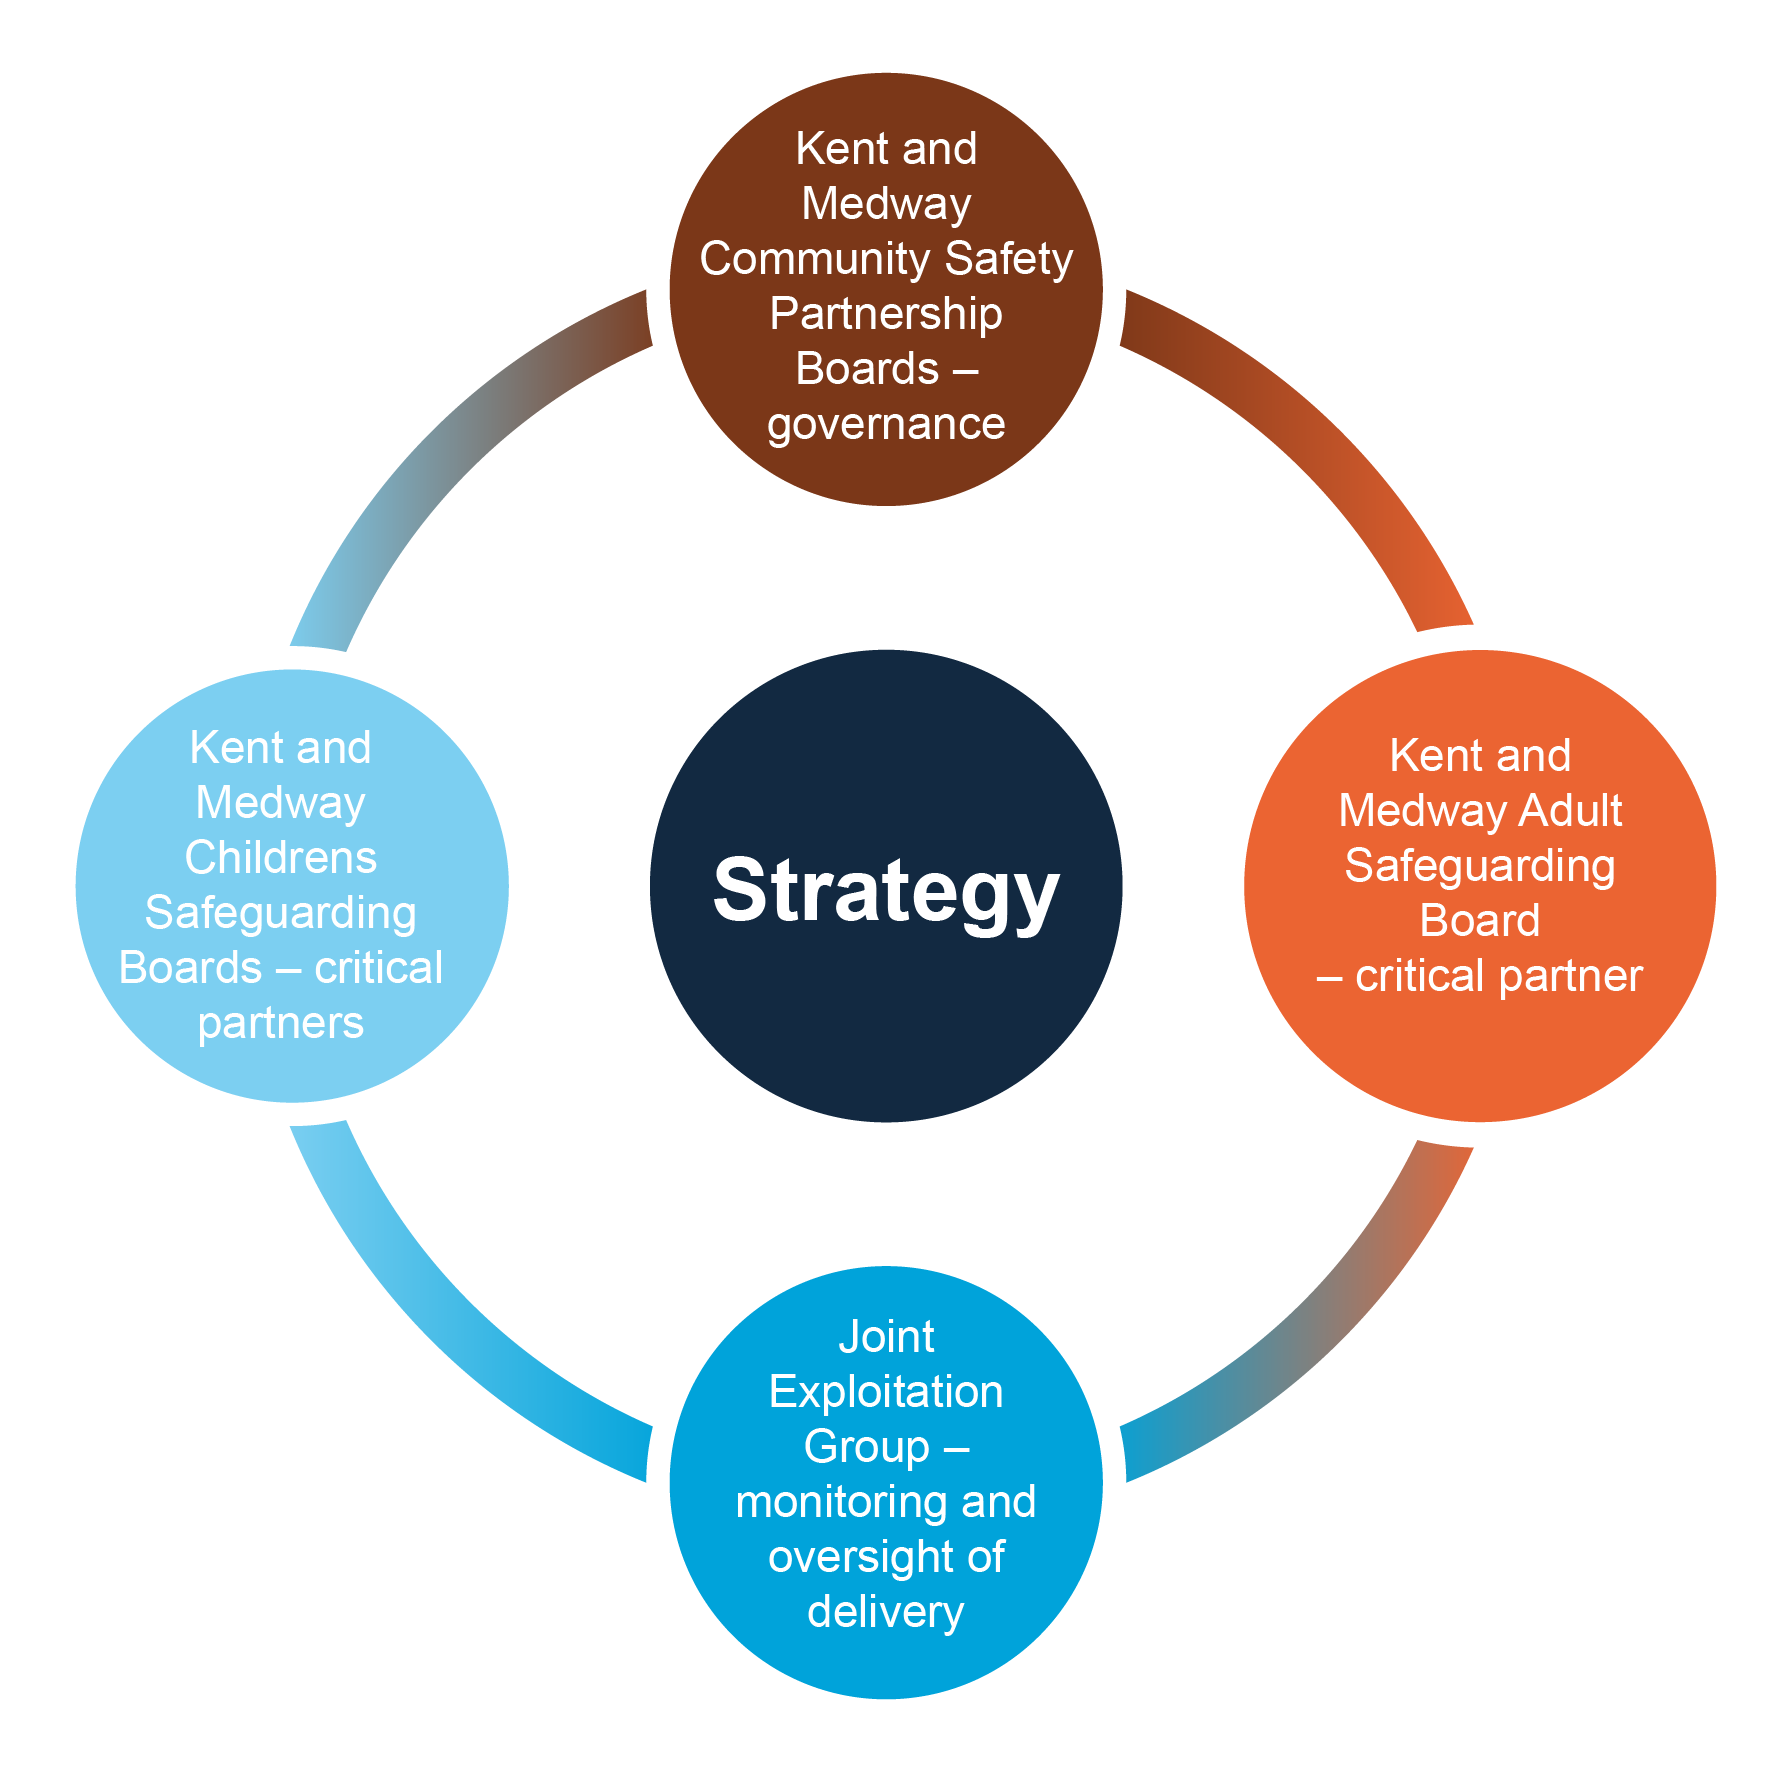 Kent and
Medway
Community Safety
Partnership
Boards –
governance
Kent and
Medway
Childrens
Safeguarding
Boards – critical
partners
Strategy
Kent and
Medway Adult
Safeguarding
Board
– critical partner
Joint
Exploitation
Group –
monitoring and
oversight of
delivery